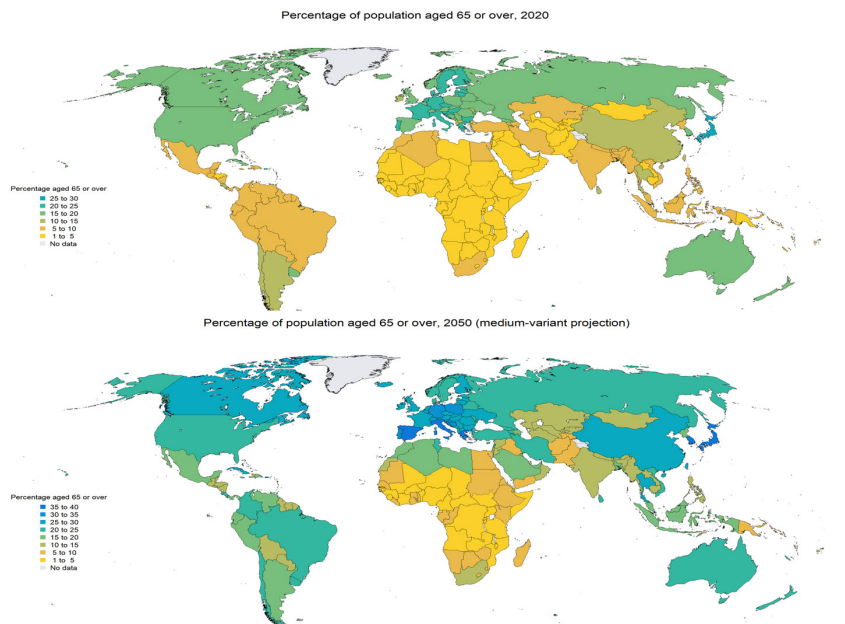 Percentage of population aged 65 or over, 2020
Percentage aged 65 or over
25 to 30
20 to 25
15 to 20
10 to 15
5 to 10
1 to 5
No data
Percentage of population aged 65 or over, 2050 (medium-variant projection)
Percentage aged 65 or over
35 to 40
30 to 35
25 to 30
20 to 25
15 to 20
10 to 15
5 to 10
1 to 5
No data